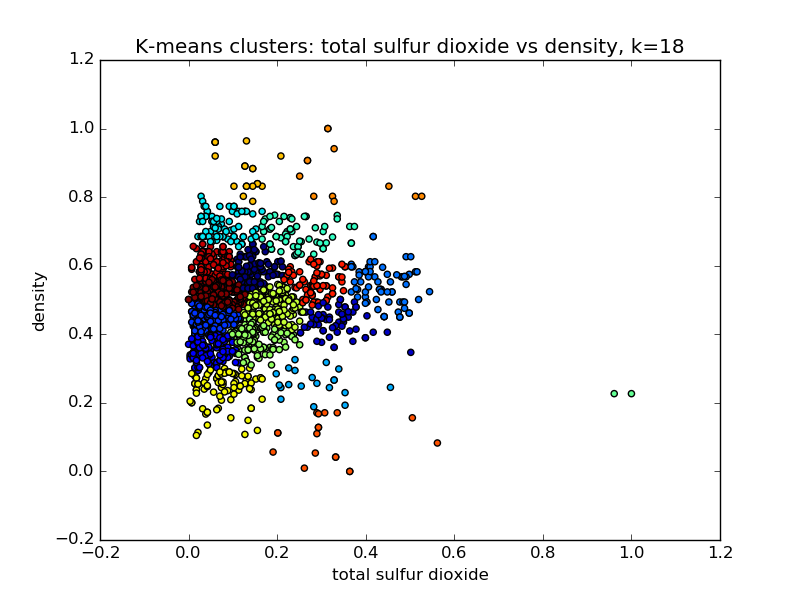 K-means clusters: total sulfur dioxide vs density, k=18
1.2
1.0
0.8
0.6
0.4
0.2
0.0
−0.2
density
−0.2 0.0 0.2 0.4 0.6 0.8 1.0 1.2
total sulfur dioxide